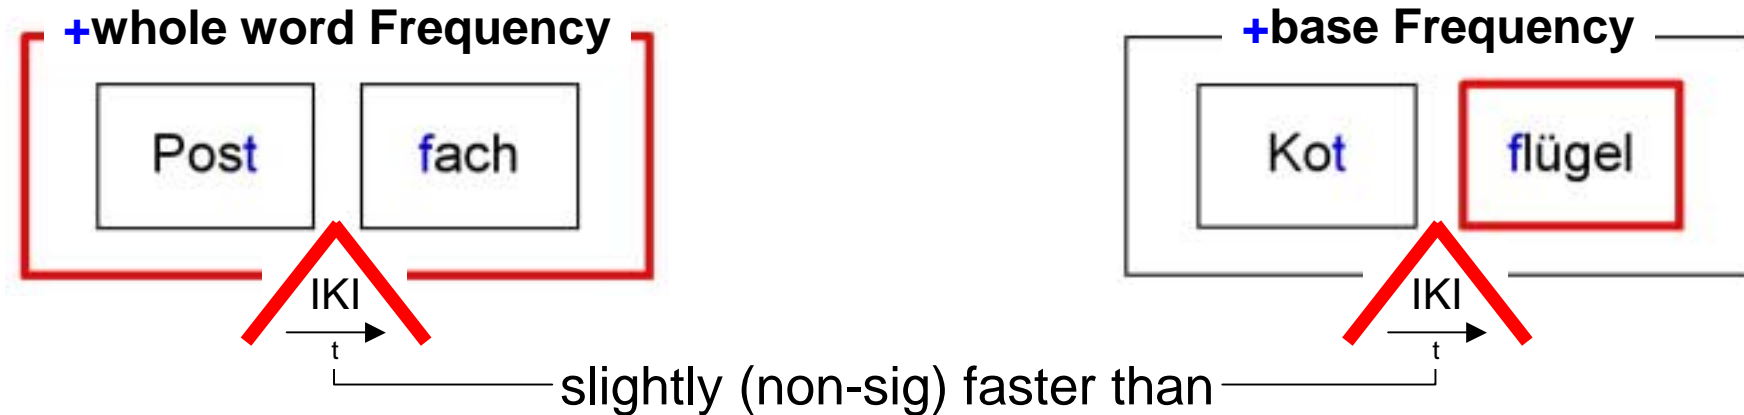 +whole word Frequency
Post fach
IKI
t
+base Frequency
Kot flügel
IKI
t
slightly (non-sig) faster than